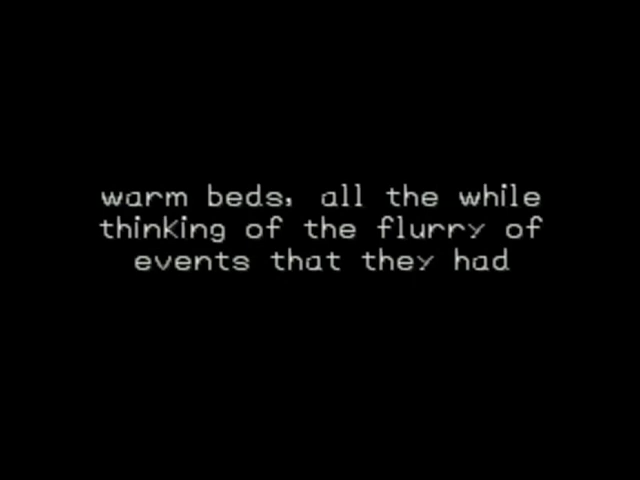 warm beds, all the while
thinking of the flurry of
events that they had